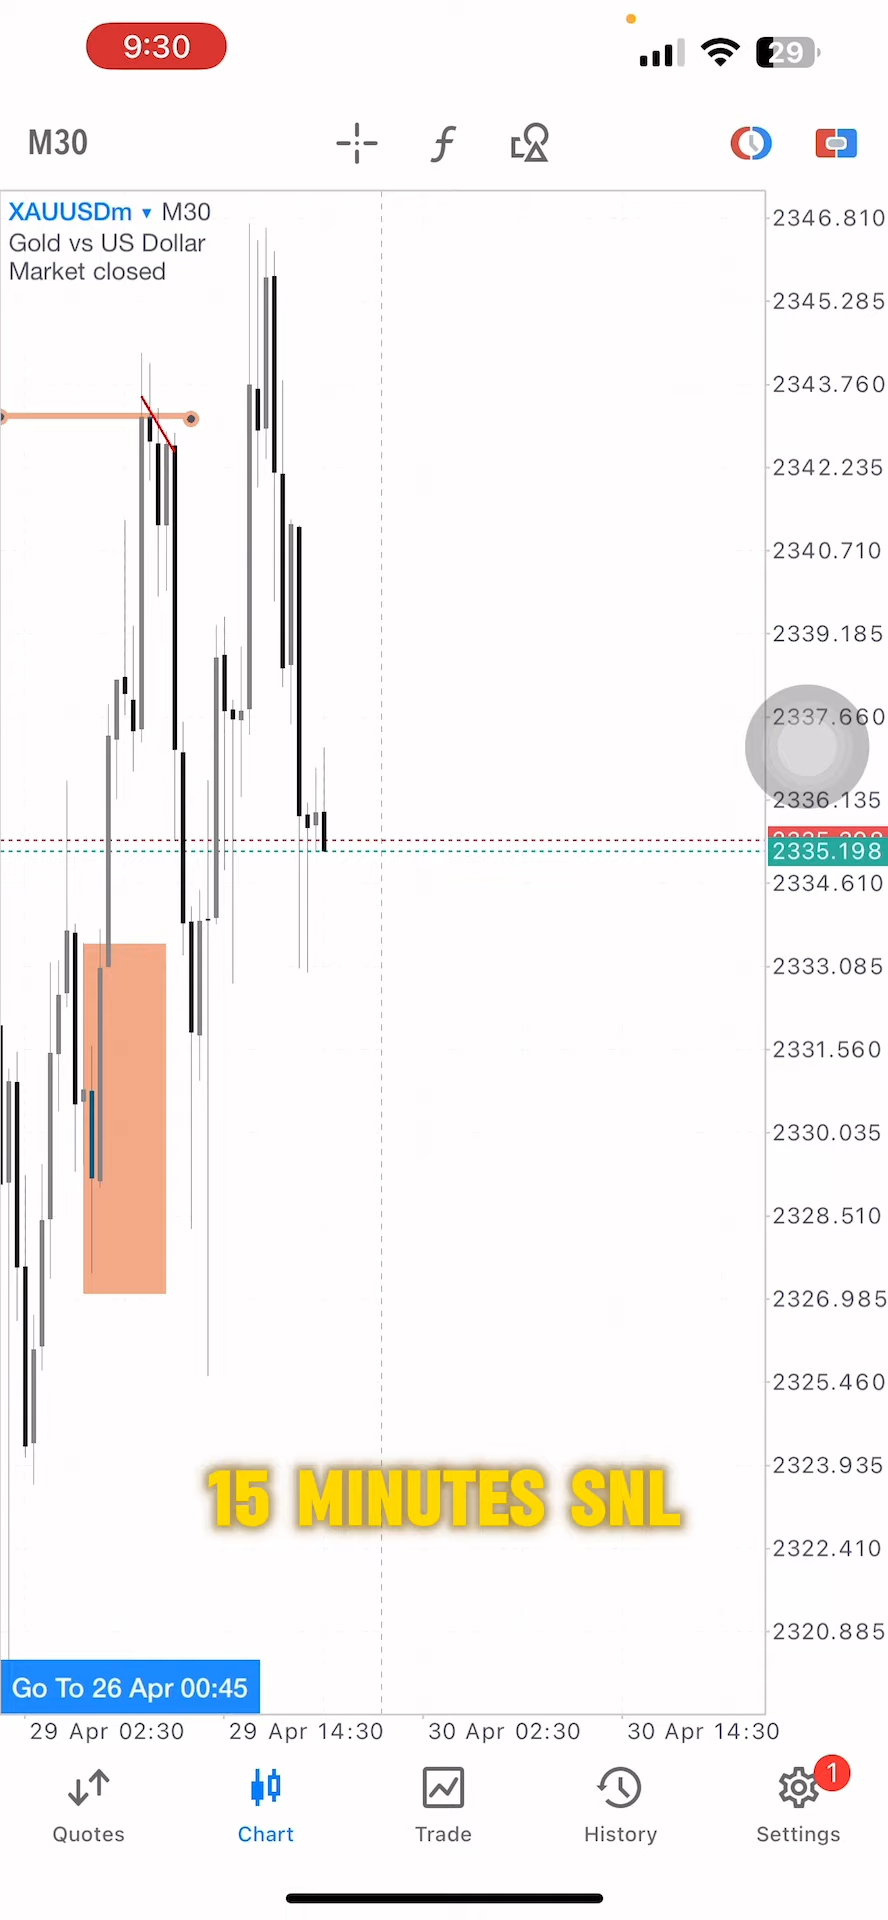 9:30
29
M30
XAUUSDm ▾ M30
Gold vs US Dollar
Market closed
2346.810
2345.285
2343.760
2342.235
2340.710
2339.185
2337.660
2336.135
2335.198
2334.610
2333.085
2331.560
2330.035
2328.510
2326.985
2325.460
2323.935
15 MINUTES SNL
2322.410
2320.885
Go To 26 Apr 00:45
29 Apr 02:30
29 Apr 14:30
30 Apr 02:30
30 Apr 14:30
1
Quotes
Chart
Trade
History
Settings